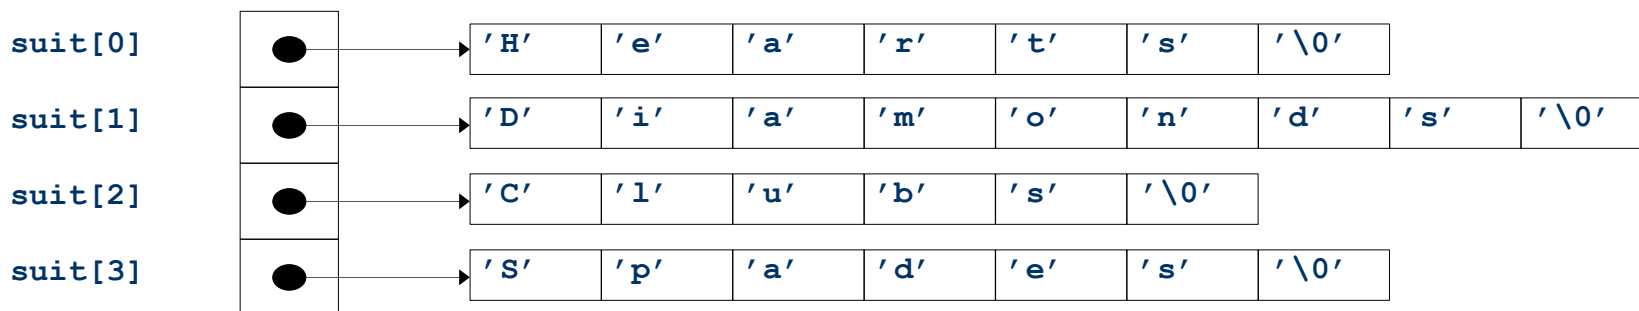 suit[0] 'H' 'e' 'a' 'r' 't' 's' '\0'
suit[1] 'D' 'i' 'a' 'm' 'o' 'n' 'd' 's' '\0'
suit[2] 'C' 'l' 'u' 'b' 's' '\0'
suit[3] 'S' 'p' 'a' 'd' 'e' 's' '\0'